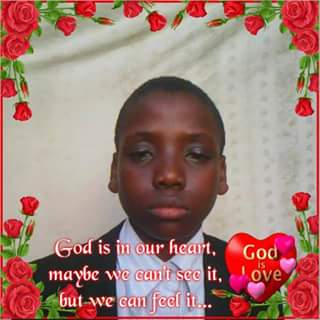 God is in our heart,
maybe we can't see it,
but we can feel it...
God
is
Love